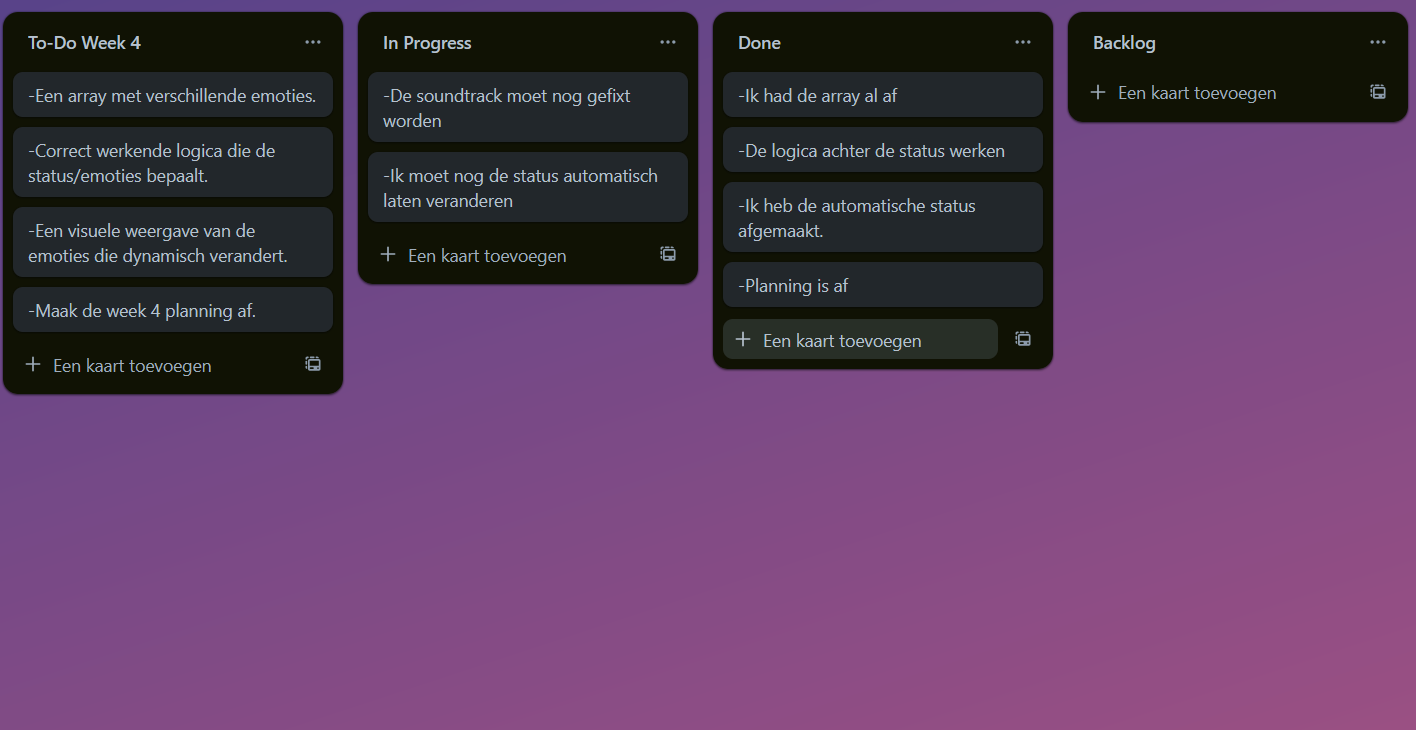 To-Do Week 4
-Een array met verschillende emoties.
-Correct werkende logica die de
status/emoties bepaalt.
-Een visuele weergave van de
emoties die dynamisch verandert.
-Maak de week 4 planning af.
Een kaart toevoegen
In Progress
-De soundtrack moet nog gefixt
worden
-Ik moet nog de status automatisch
laten veranderen
Een kaart toevoegen
Done
-Ik had de array al af
-De logica achter de status werken
-Ik heb de automatische status
afgemaakt.
-Planning is af
Een kaart toevoegen
Backlog
Een kaart toevoegen